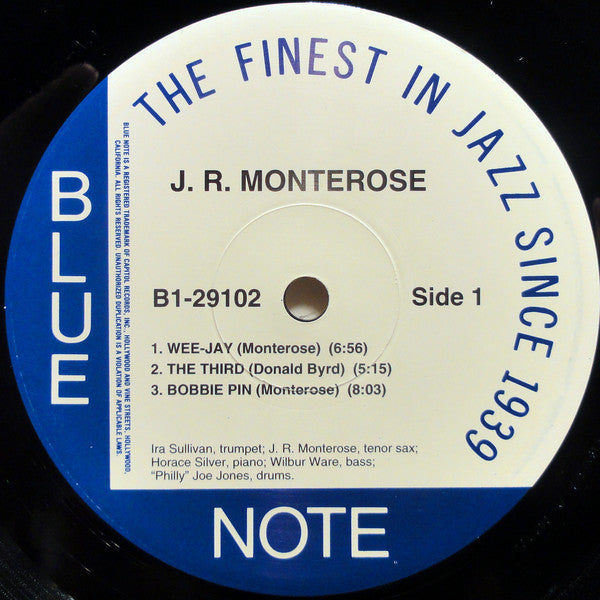 THE FINEST IN JAZZ SINCE 1939
BLUE
NOTE
BLUE NOTE IS A REGISTERED TRADEMARK OF CAPITOL RECORDS, INC. HOLLYWOOD AND VINE STREETS, HOLLYWOOD,
CALIFORNIA. ALL RIGHTS RESERVED. UNAUTHORIZED DUPLICATION IS A VIOLATION OF APPLICABLE LAWS.
J. R. MONTEROSE
B1-29102
Side 1
1. WEE-JAY (Monterose) (6:56)
2. THE THIRD (Donald Byrd) (5:15)
3. BOBBIE PIN (Monterose) (8:03)
Ira Sullivan, trumpet; J. R. Monterose, tenor sax;
Horace Silver, piano; Wilbur Ware, bass;
"Philly" Joe Jones, drums.